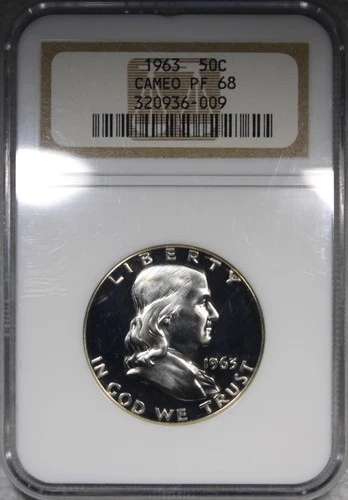 1963 50C
CAMEO PF 68
320936-009
LIBERTY
1963
IN GOD WE TRUST